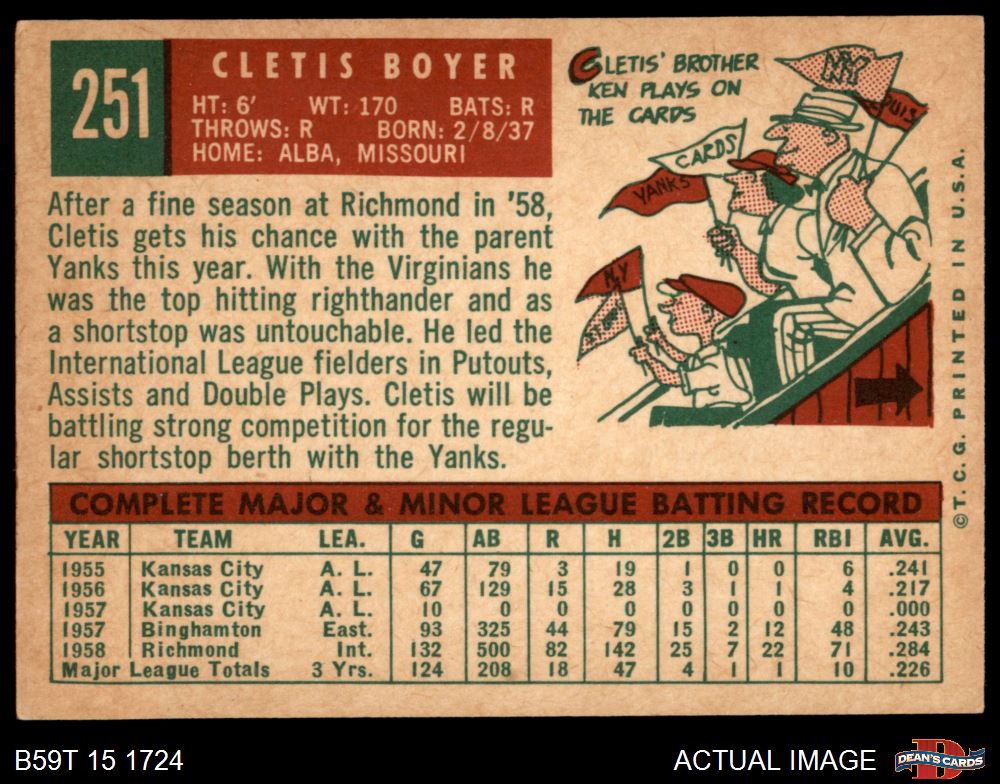 251
CLETIS BOYER
HT: 6' WT: 170 BATS: R
THROWS: R BORN: 2/8/37
HOME: ALBA, MISSOURI
CLETIS' BROTHER
KEN PLAYS ON
THE CARDS
NY
LOUIS
CARDS
YANKS
NY
After a fine season at Richmond in '58,
Cletis gets his chance with the parent
Yanks this year. With the Virginians he
was the top hitting righthander and as
a shortstop was untouchable. He led the
International League fielders in Putouts,
Assists and Double Plays. Cletis will be
battling strong competition for the regu-
lar shortstop berth with the Yanks.
©T.C.G. PRINTED IN U.S.A.
COMPLETE MAJOR & MINOR LEAGUE BATTING RECORD
YEAR TEAM LEA. G AB R H 2B 3B HR RBI AVG.
1955 Kansas City A. L. 47 79 3 19 1 0 0 6 .241
1956 Kansas City A. L. 67 129 15 28 3 1 1 4 .217
1957 Kansas City A. L. 10 0 0 0 0 0 0 0 .000
1957 Binghamton East. 93 325 44 79 15 2 12 48 .243
1958 Richmond Int. 132 500 82 142 25 7 22 71 .284
Major League Totals 3 Yrs. 124 208 18 47 4 1 1 10 .226
B59T 15 1724
ACTUAL IMAGE
DEAN'S CARDS